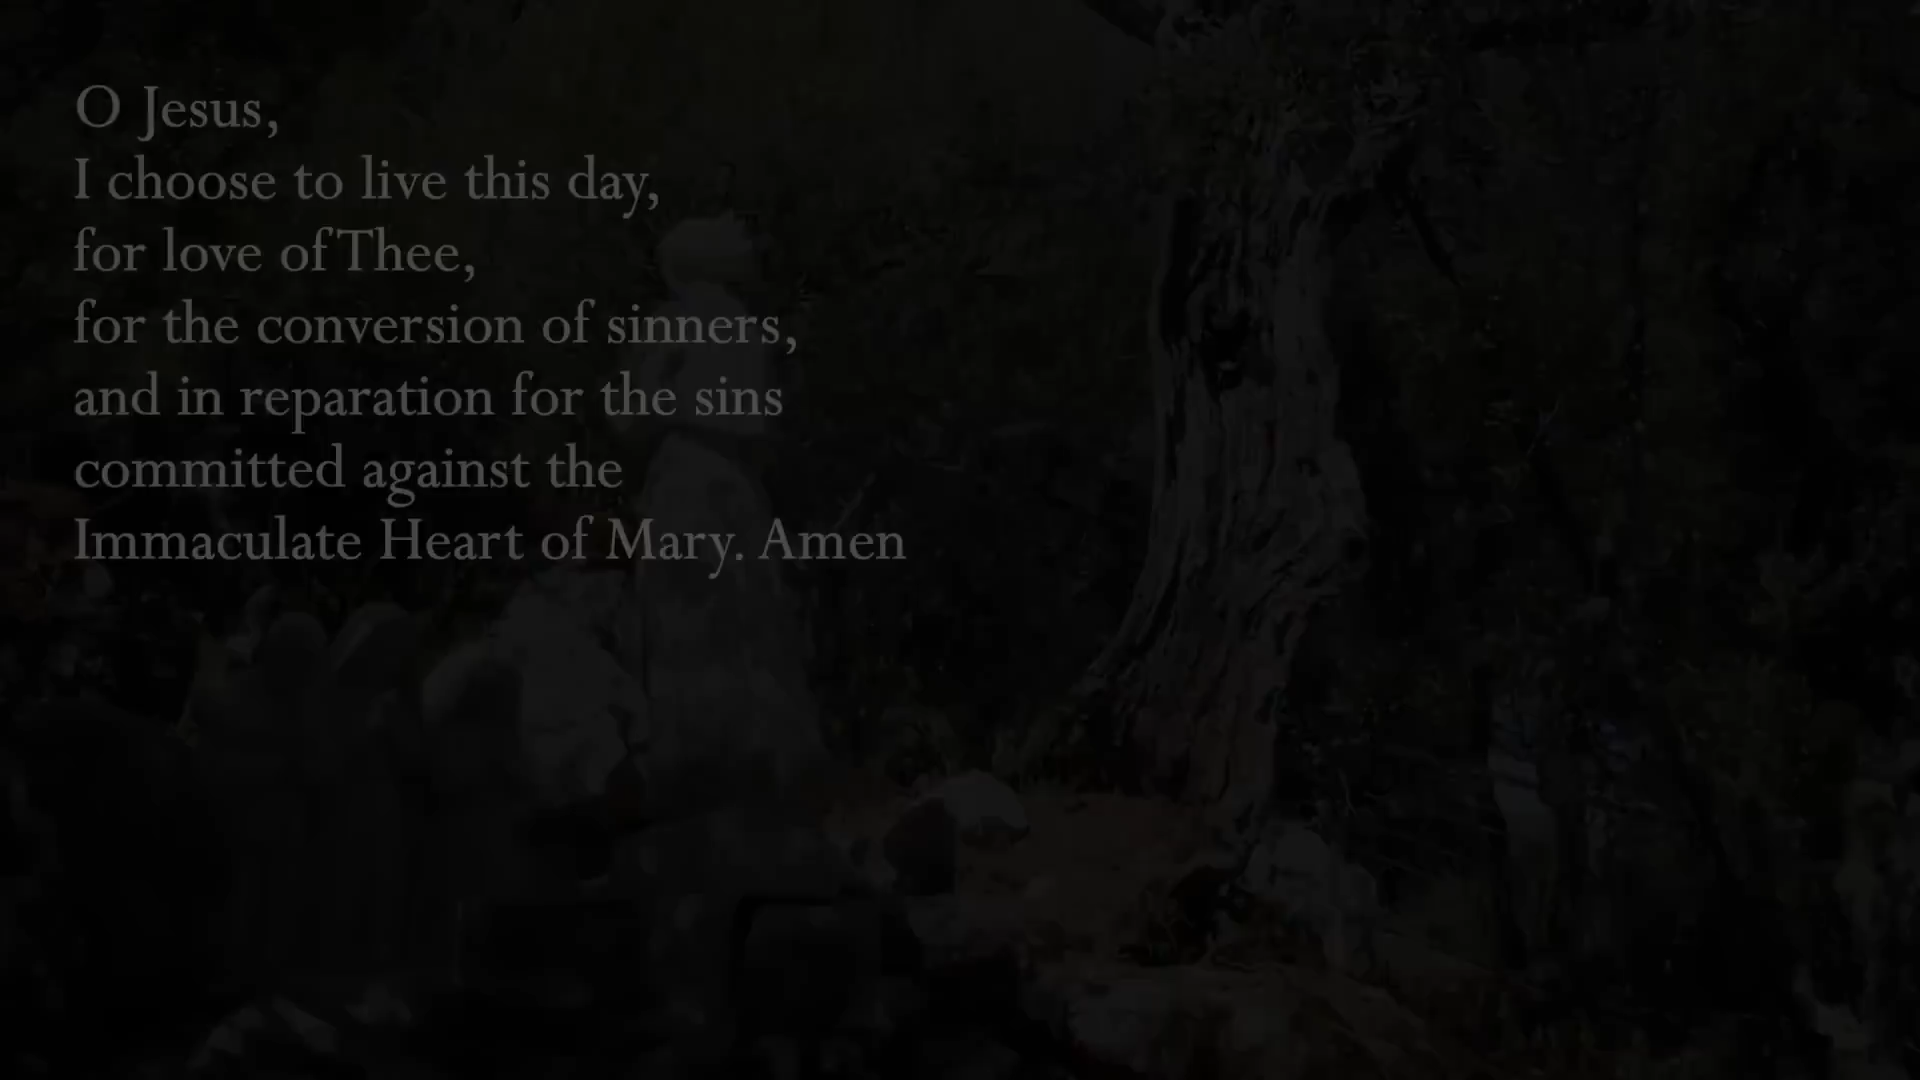 O Jesus,
I choose to live this day,
for love of Thee,
for the conversion of sinners,
and in reparation for the sins
committed against the
Immaculate Heart of Mary. Amen